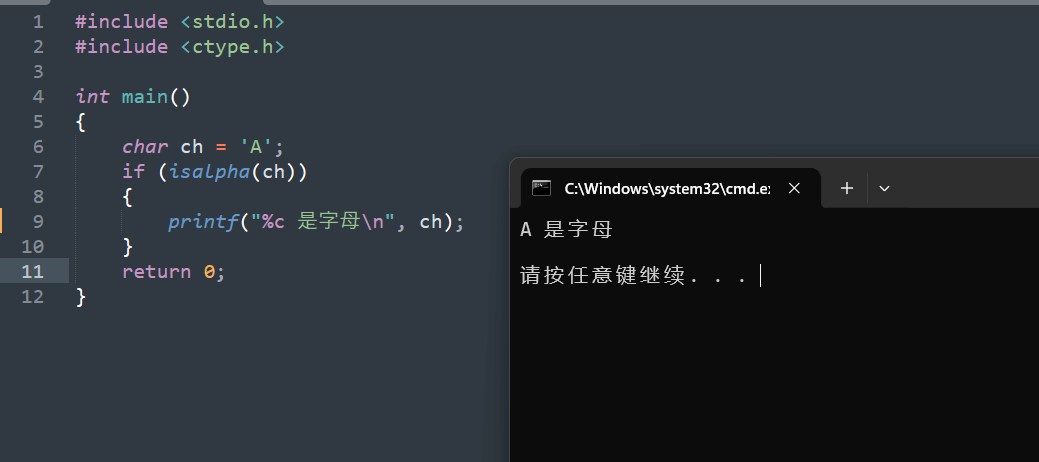 1 #include <stdio.h>
2 #include <ctype.h>
3
4 int main()
5 {
6     char ch = 'A';
7     if (isalpha(ch))
8     {
9         printf("%c 是字母\n", ch);
10     }
11     return 0;
12 }
C:\Windows\system32\cmd.e
A 是字母
请按任意键继续. . .